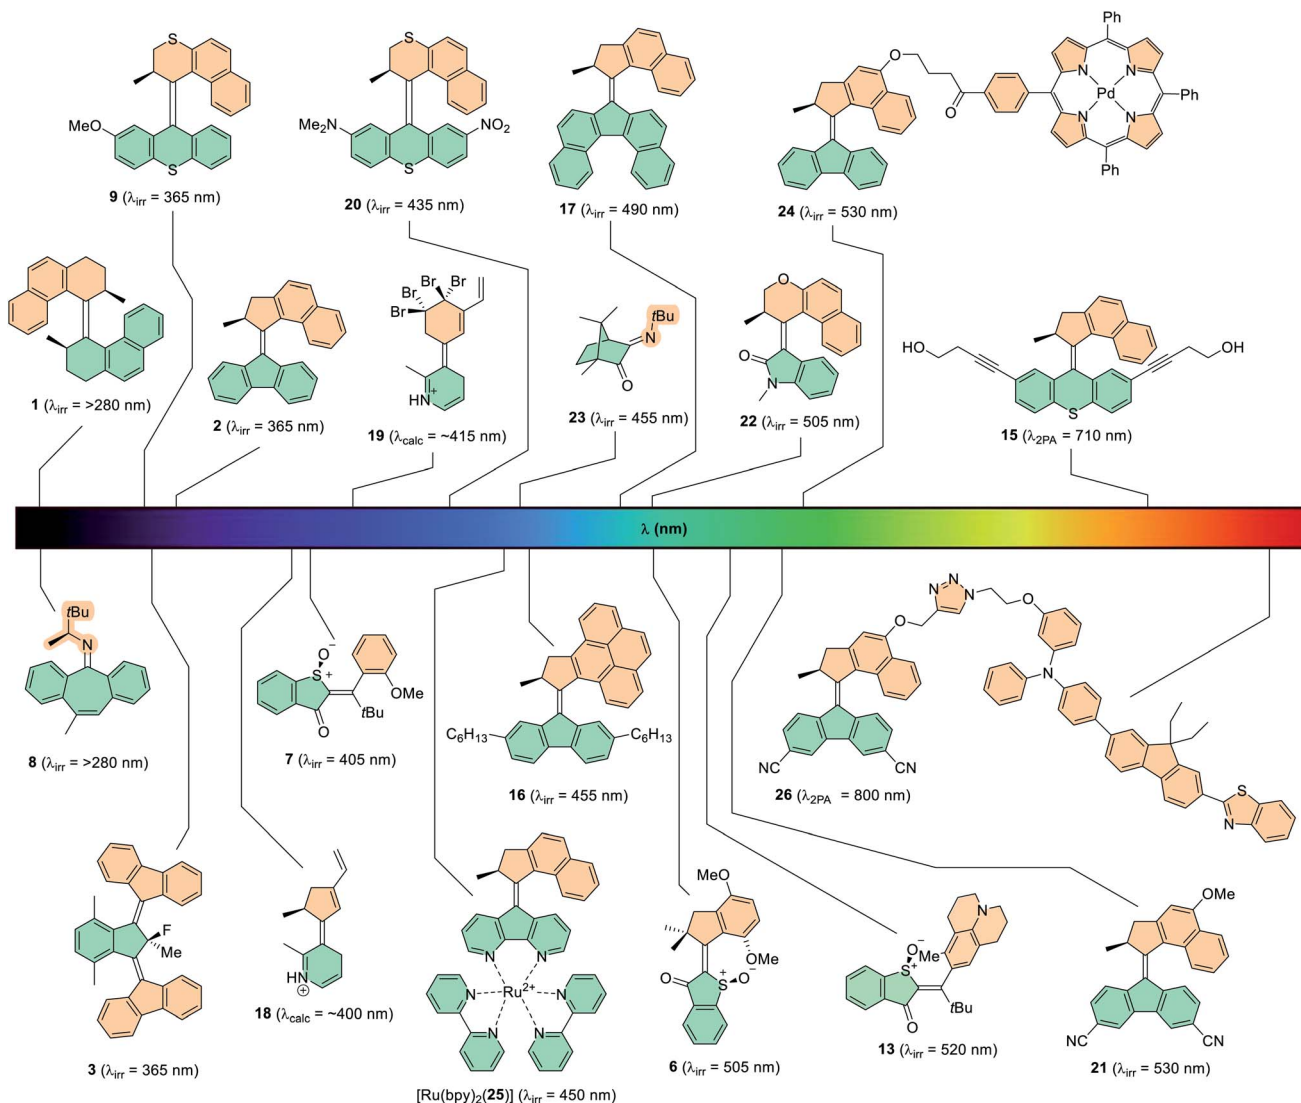 S
MeO
S
9 (λirr = 365 nm)
S
Me2N
NO2
S
20 (λirr = 435 nm)
17 (λirr = 490 nm)
O
O
24 (λirr = 530 nm)
Ph
N
N
Pd
Ph
N
N
Ph
1 (λirr = >280 nm)
2 (λirr = 365 nm)
Br
Br
Br
Br
HN
+
19 (λcalc = ~415 nm)
tBu
N
O
23 (λirr = 455 nm)
O
O
N
22 (λirr = 505 nm)
HO
OH
S
15 (λ2PA = 710 nm)
λ (nm)
tBu
N
8 (λirr = >280 nm)
O−
S
+
OMe
O
tBu
7 (λirr = 405 nm)
C6H13
C6H13
16 (λirr = 455 nm)
N
N
N
O
O
NC
CN
26 (λ2PA = 800 nm)
N
S
N
F
Me
3 (λirr = 365 nm)
HN
+
18 (λcalc = ~400 nm)
N
N
N
Ru2+
N
N
N
[Ru(bpy)2(25)] (λirr = 450 nm)
MeO
OMe
O
+
S
O−
6 (λirr = 505 nm)
N
O−
Me
S
+
O
tBu
13 (λirr = 520 nm)
OMe
NC
CN
21 (λirr = 530 nm)